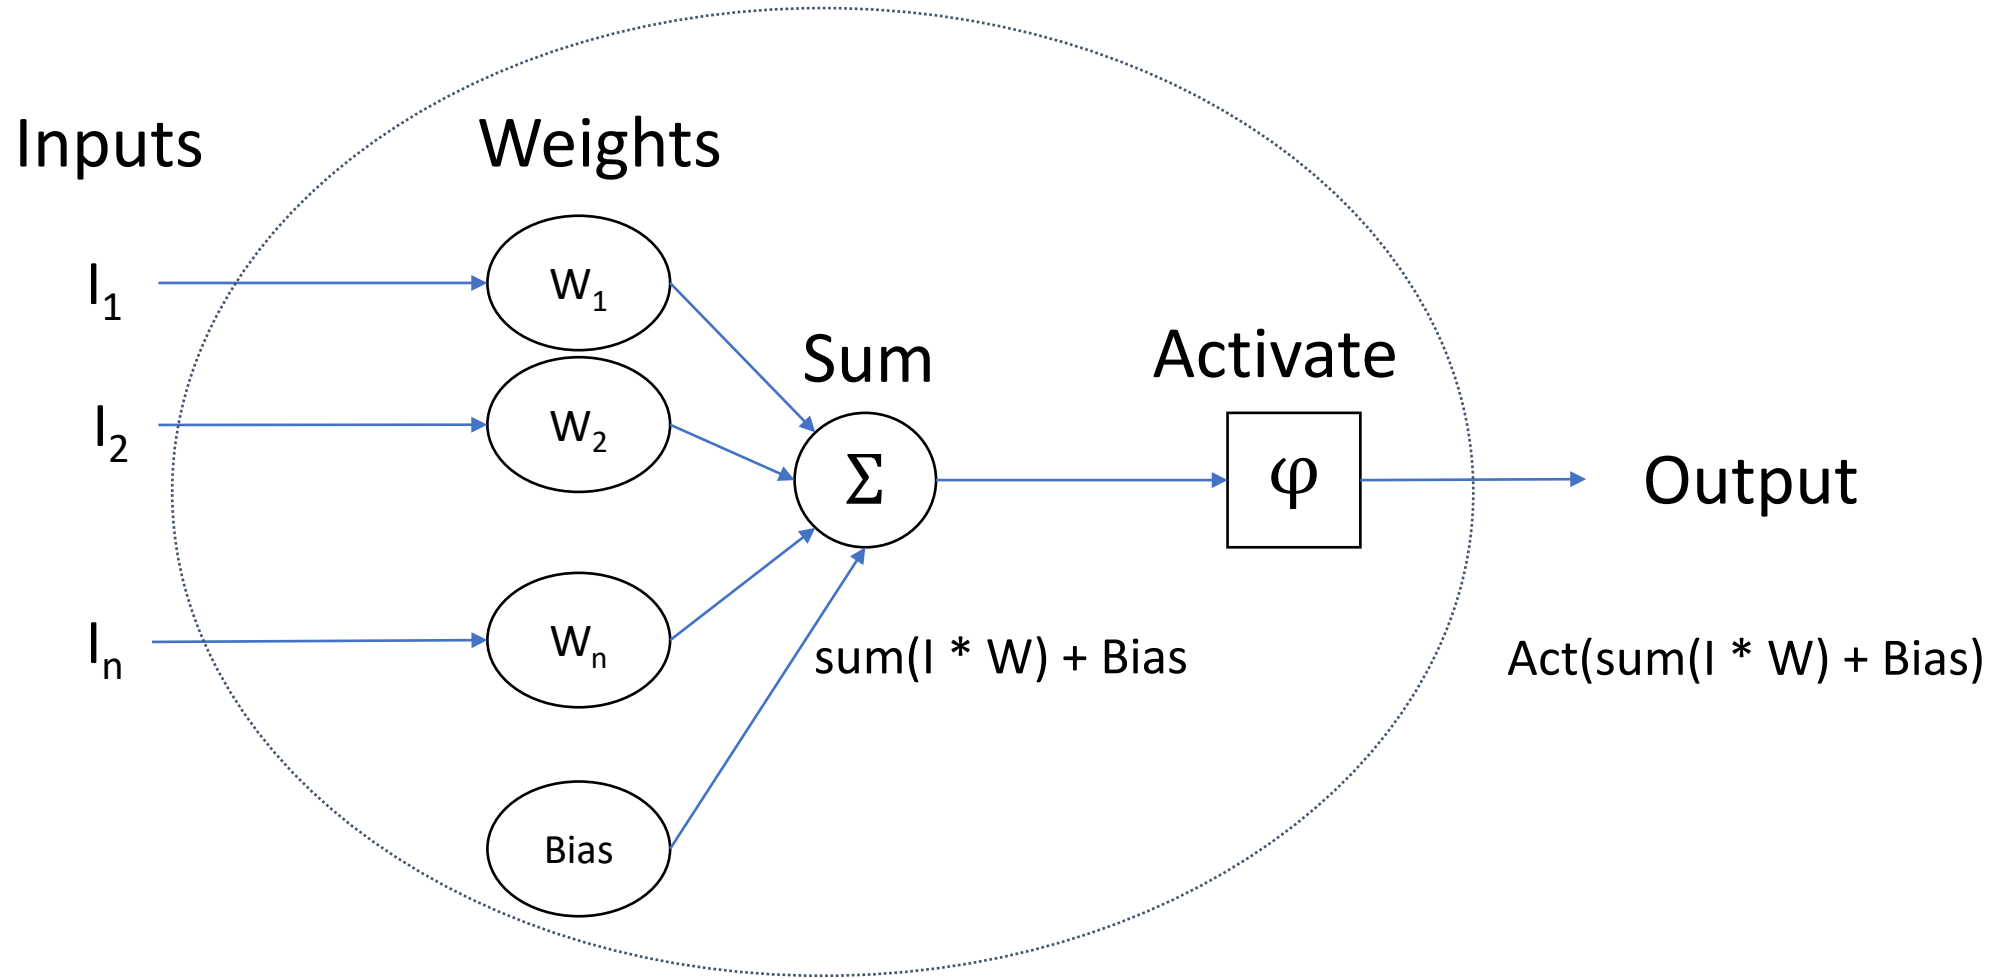 Inputs
Weights
I₁
W₁
Sum
Activate
I₂
W₂
Σ
φ
Output
Iₙ
Wₙ
sum(I * W) + Bias
Act(sum(I * W) + Bias)
Bias